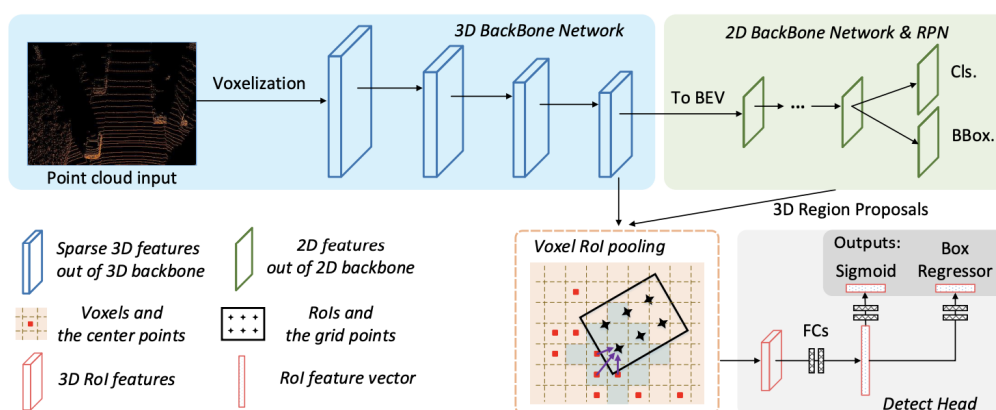 3D BackBone Network
2D BackBone Network & RPN
Voxelization
Point cloud input
To BEV
...
Cls.
BBox.
3D Region Proposals
Sparse 3D features
out of 3D backbone
2D features
out of 2D backbone
Voxels and
the center points
RoIs and
the grid points
3D RoI features
RoI feature vector
Voxel RoI pooling
Outputs:
Sigmoid
Box
Regressor
FCs
Detect Head